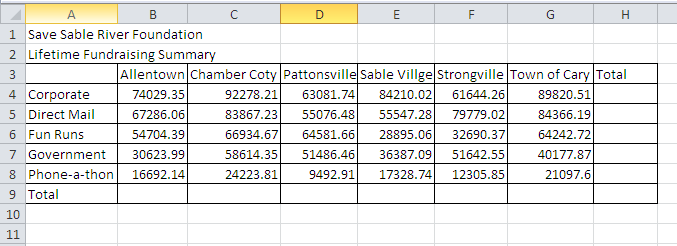 A B C D E F G H
1 Save Sable River Foundation
2 Lifetime Fundraising Summary
3 Allentown Chamber Coty Pattonsville Sable Villge Strongville Town of Cary Total
4 Corporate 74029.35 92278.21 63081.74 84210.02 61644.26 89820.51
5 Direct Mail 67286.06 83867.23 55076.48 55547.28 79779.02 84366.19
6 Fun Runs 54704.39 66934.67 64581.66 28895.06 32690.37 64242.72
7 Government 30623.99 58614.35 51486.46 36387.09 51642.55 40177.87
8 Phone-a-thon 16692.14 24223.81 9492.91 17328.74 12305.85 21097.6
9 Total
10
11